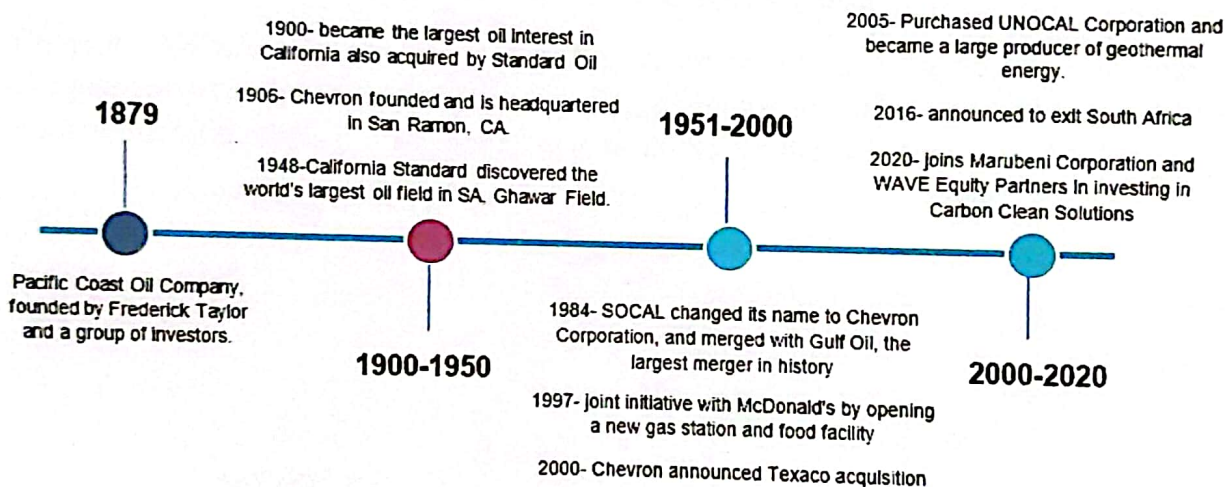 1879
Pacific Coast Oil Company,
founded by Frederick Taylor
and a group of investors.
1900- became the largest oil interest in
California also acquired by Standard Oil
1906- Chevron founded and is headquartered
in San Ramon, CA.
1948-California Standard discovered the
world's largest oil field in SA, Ghawar Field.
1900-1950
1951-2000
1984- SOCAL changed its name to Chevron
Corporation, and merged with Gulf Oil, the
largest merger in history
1997- joint initiative with McDonald's by opening
a new gas station and food facility
2000- Chevron announced Texaco acquisition
2005- Purchased UNOCAL Corporation and
became a large producer of geothermal
energy.
2016- announced to exit South Africa
2020- joins Marubeni Corporation and
WAVE Equity Partners in investing in
Carbon Clean Solutions
2000-2020